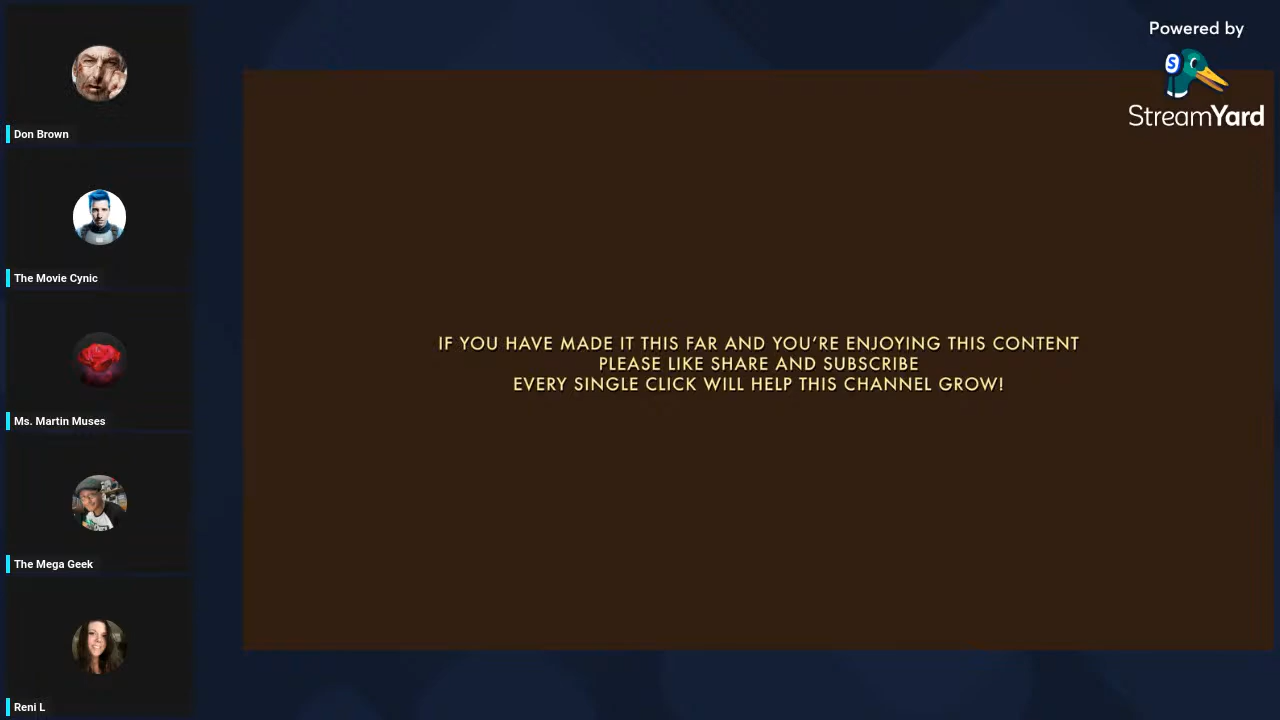 Powered by
S
StreamYard
Don Brown
The Movie Cynic
Ms. Martin Muses
The Mega Geek
Reni L
IF YOU HAVE MADE IT THIS FAR AND YOU'RE ENJOYING THIS CONTENT
PLEASE LIKE SHARE AND SUBSCRIBE
EVERY SINGLE CLICK WILL HELP THIS CHANNEL GROW!